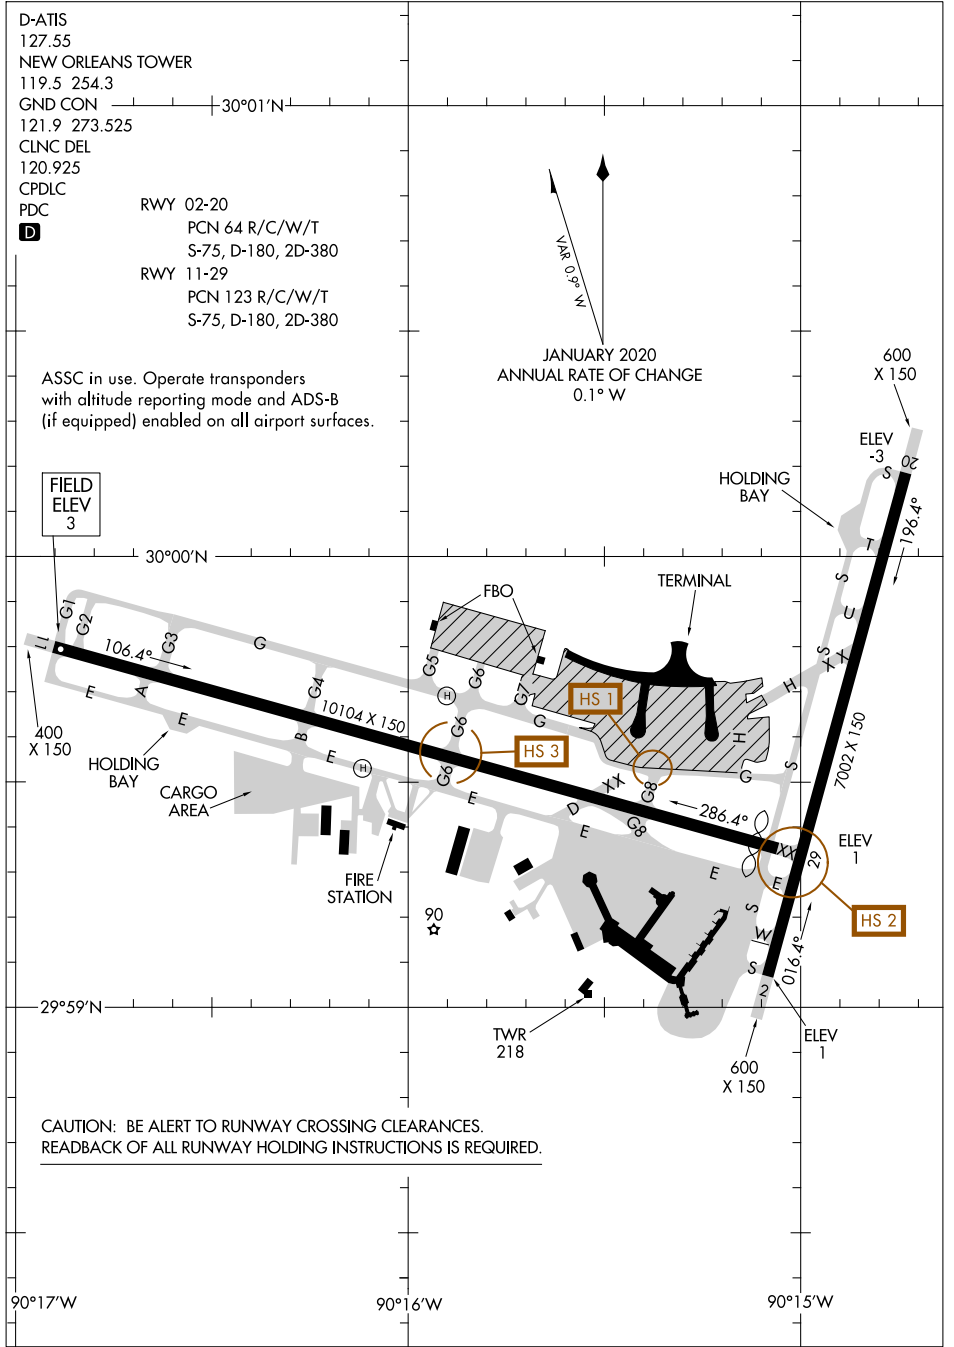 D-ATIS
127.55
NEW ORLEANS TOWER
119.5 254.3
GND CON
121.9 273.525
CLNC DEL
120.925
CPDLC
PDC
D
30°01'N
RWY 02-20
PCN 64 R/C/W/T
S-75, D-180, 2D-380
RWY 11-29
PCN 123 R/C/W/T
S-75, D-180, 2D-380
VAR 0.9° W
JANUARY 2020
ANNUAL RATE OF CHANGE
0.1° W
ASSC in use. Operate transponders
with altitude reporting mode and ADS-B
(if equipped) enabled on all airport surfaces.
600
X 150
ELEV
-3
20
S
HOLDING
BAY
196.4°
FIELD
ELEV
3
30°00'N
T
S
S
U
S
XX
H
FBO
TERMINAL
G1
G2
G3
G
11
106.4°
G4
G5
G6
G7
H
HS 1
E
A
E
10104 X 150
G6
G
H
400
X 150
B
E
H
HS 3
G6
G
S
7002 X 150
HOLDING
BAY
CARGO
AREA
E
XX
D
G8
G8
286.4°
E
XX
29
ELEV
1
E
E
FIRE
STATION
90
S
HS 2
W
S
016.4°
2
29°59'N
TWR
218
ELEV
1
600
X 150
CAUTION: BE ALERT TO RUNWAY CROSSING CLEARANCES.
READBACK OF ALL RUNWAY HOLDING INSTRUCTIONS IS REQUIRED.
90°17'W
90°16'W
90°15'W